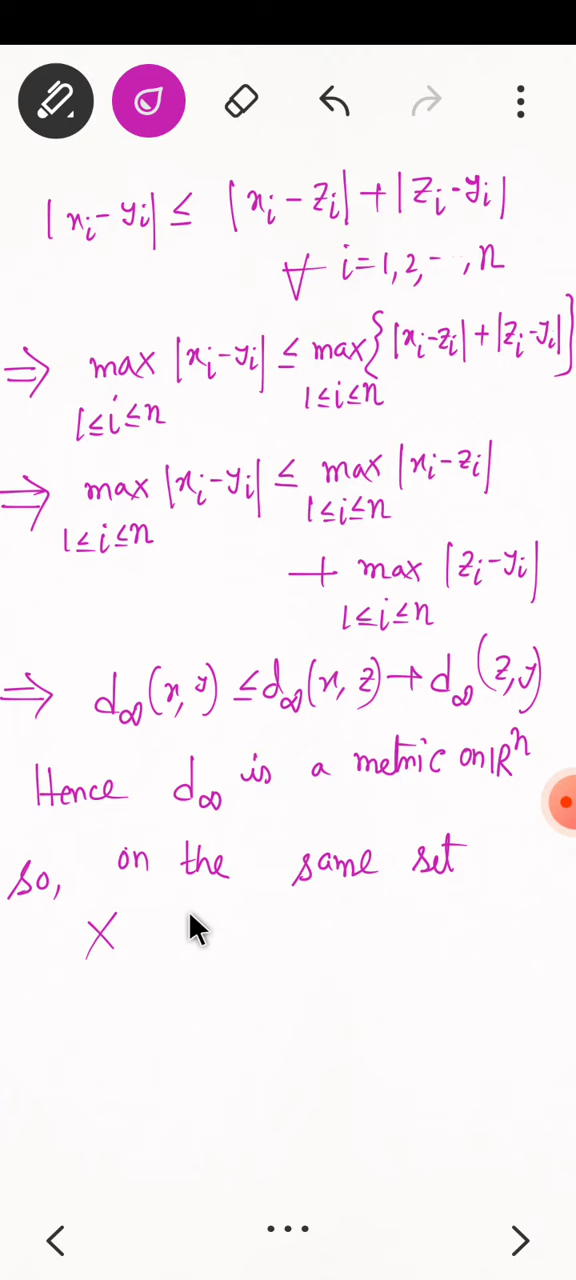 |xi - yi| ≤ |xi - zi| + |zi - yi|
∀ i=1,2,--,n
⇒ max |xi-yi| ≤ max {|xi-zi| + |zi-yi|}
1≤i≤n 1≤i≤n
⇒ max |xi-yi| ≤ max |xi-zi|
1≤i≤n 1≤i≤n
+ max |zi-yi|
1≤i≤n
⇒ d∞(x, y) ≤ d∞(x, z) + d∞(z, y)
Hence d∞ is a metric on ℝⁿ
so, on the same set
X